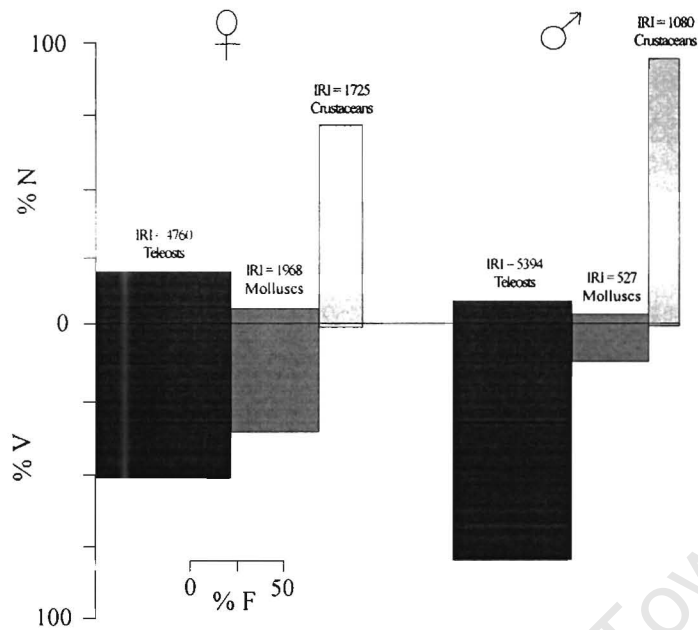 ♀
♂
IRI = 1080
Crustaceans
100
IRI = 1725
Crustaceans
% N
IRI - 4760
Teleosts
IRI = 1968
Molluscs
IRI – 5394
Teleosts
IRI = 527
Molluscs
0
% V
0 50
% F
100
Tow